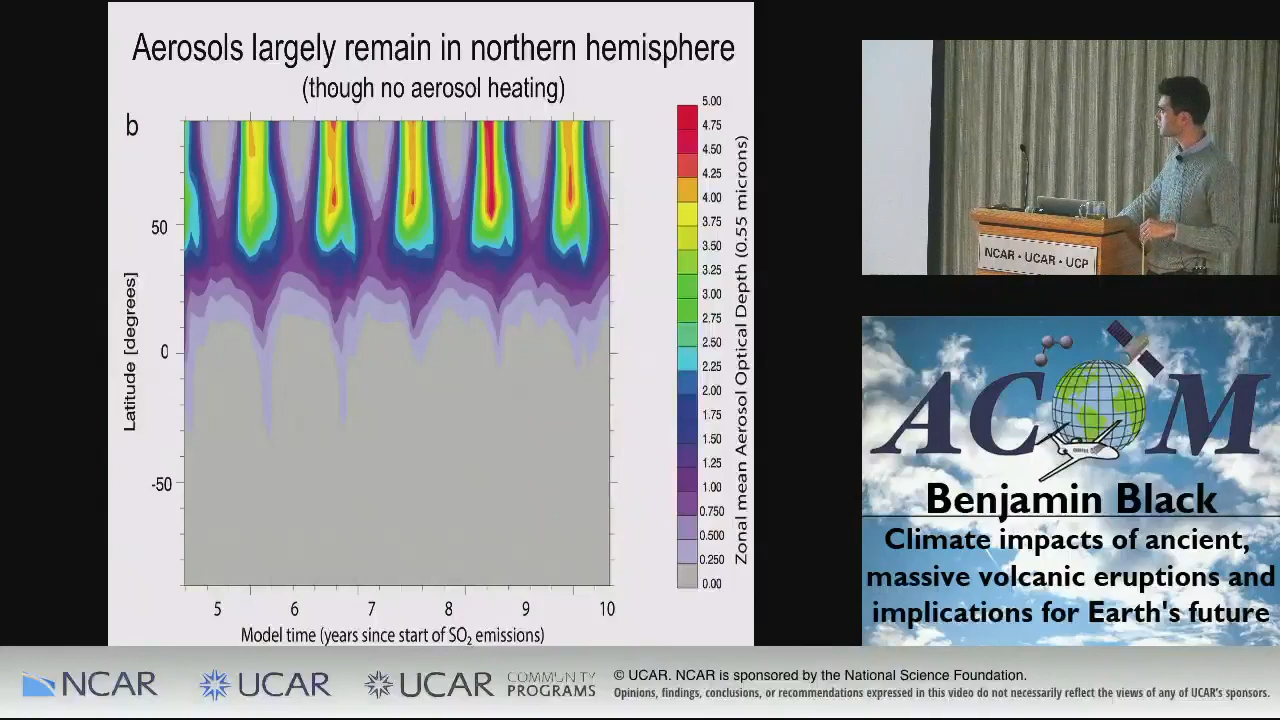 Aerosols largely remain in northern hemisphere
(though no aerosol heating)
b
50
0
-50
Latitude [degrees]
5 6 7 8 9 10
Model time (years since start of SO₂ emissions)
5.00
4.75
4.50
4.25
4.00
3.75
3.50
3.25
3.00
2.75
2.50
2.25
2.00
1.75
1.50
1.25
1.00
0.750
0.500
0.250
0.00
Zonal mean Aerosol Optical Depth (0.55 microns)
NCAR • UCAR • UCP
ACOM
Benjamin Black
Climate impacts of ancient,
massive volcanic eruptions and
implications for Earth's future
NCAR
UCAR
UCAR
COMMUNITY
PROGRAMS
© UCAR. NCAR is sponsored by the National Science Foundation.
Opinions, findings, conclusions, or recommendations expressed in this video do not necessarily reflect the views of any of UCAR's sponsors.